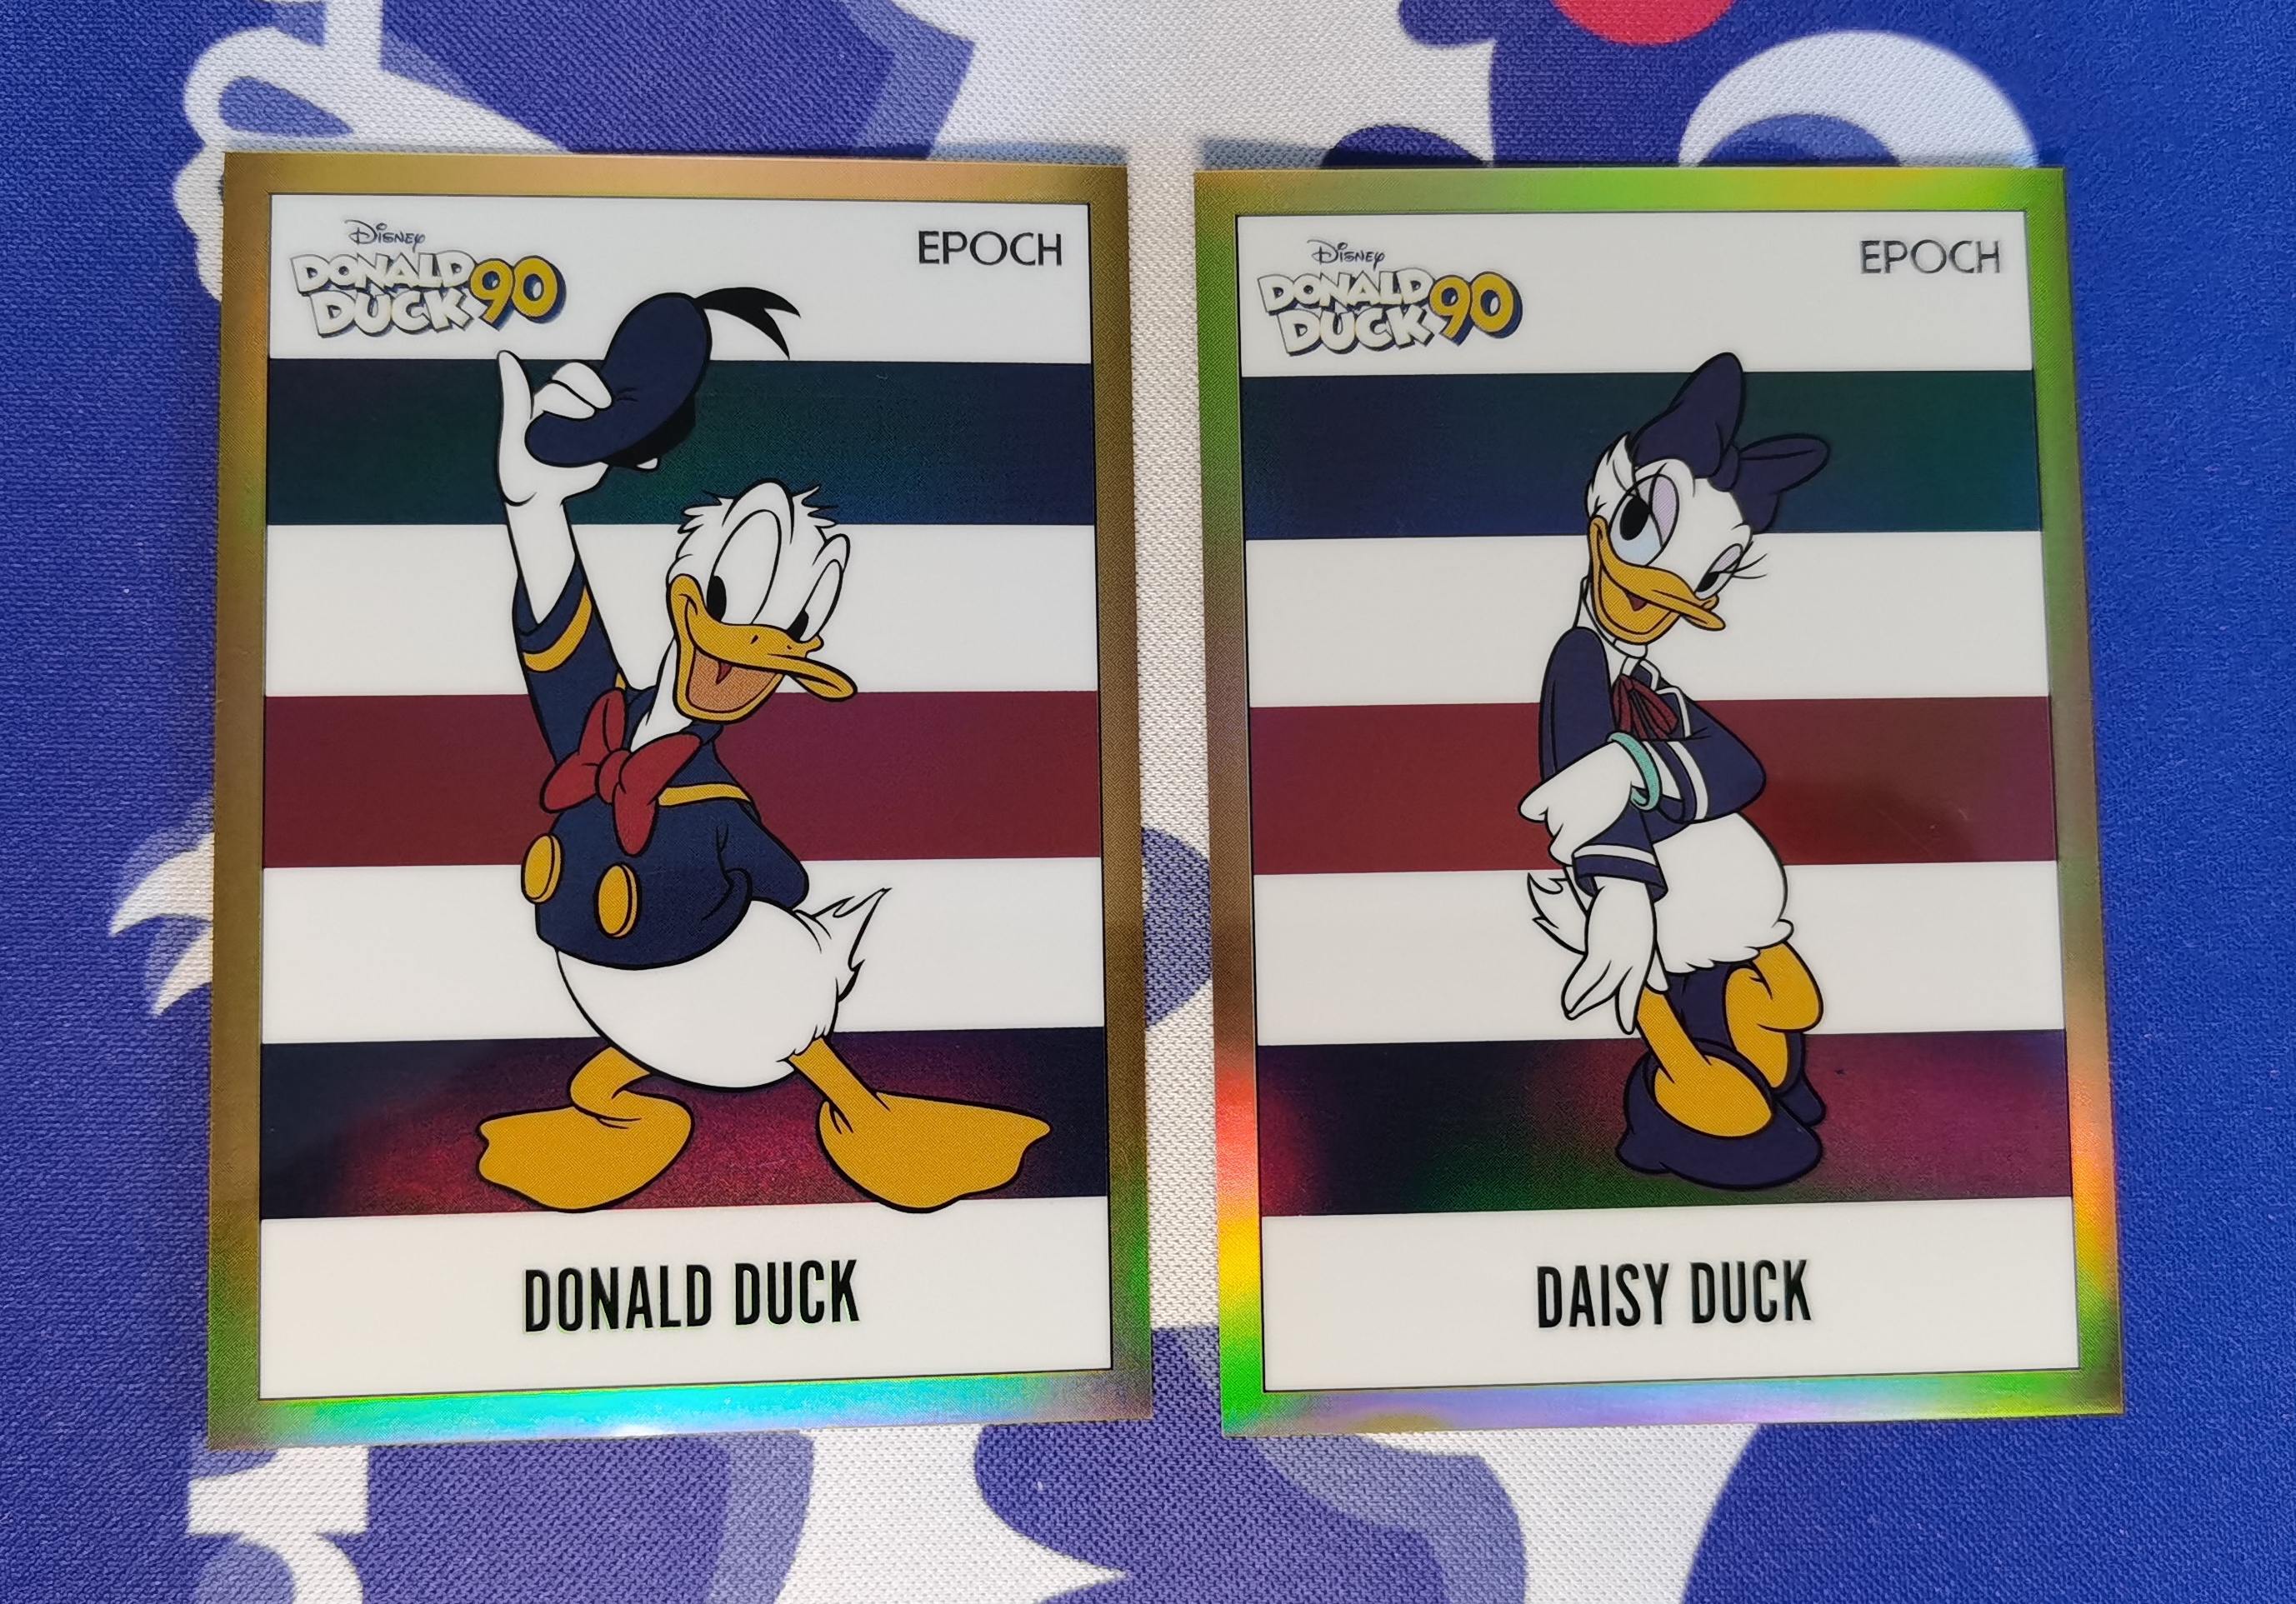 Disney
DONALD
DUCK 90
EPOCH
DONALD DUCK
Disney
DONALD
DUCK 90
EPOCH
DAISY DUCK